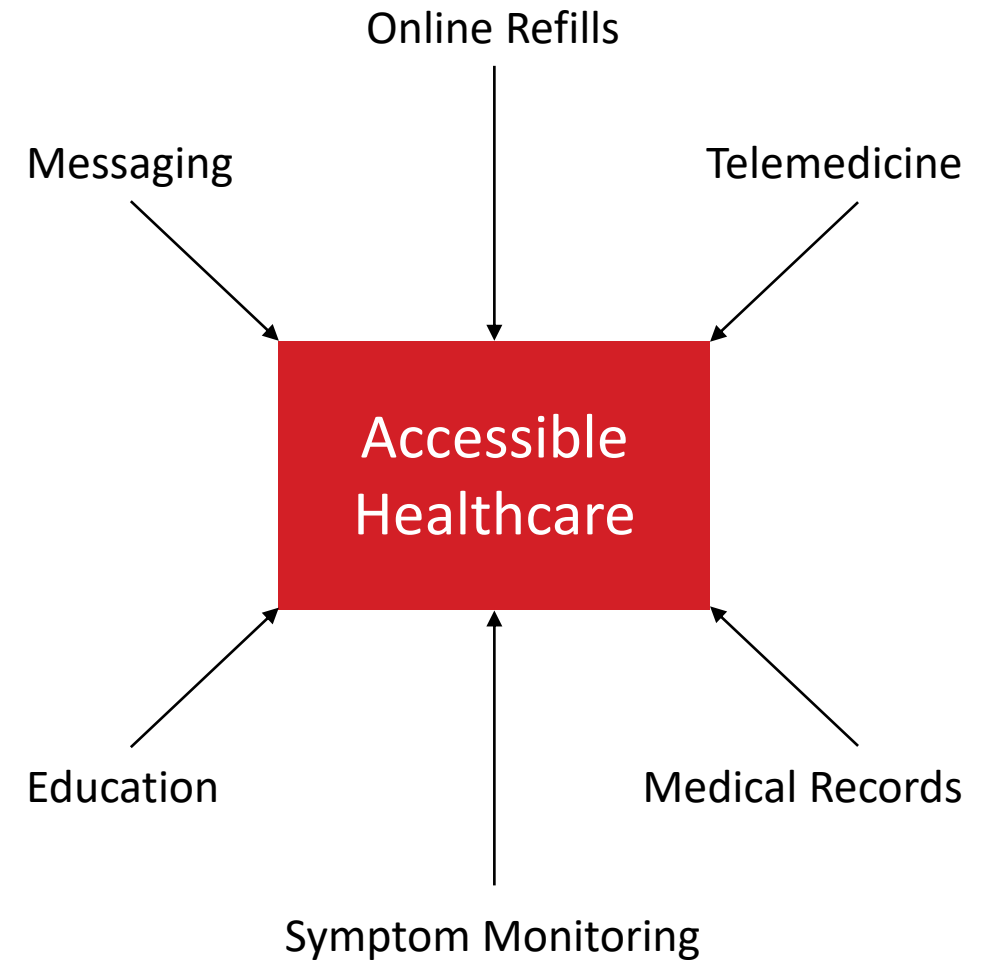 Online Refills
Messaging
Telemedicine
Accessible
Healthcare
Education
Medical Records
Symptom Monitoring